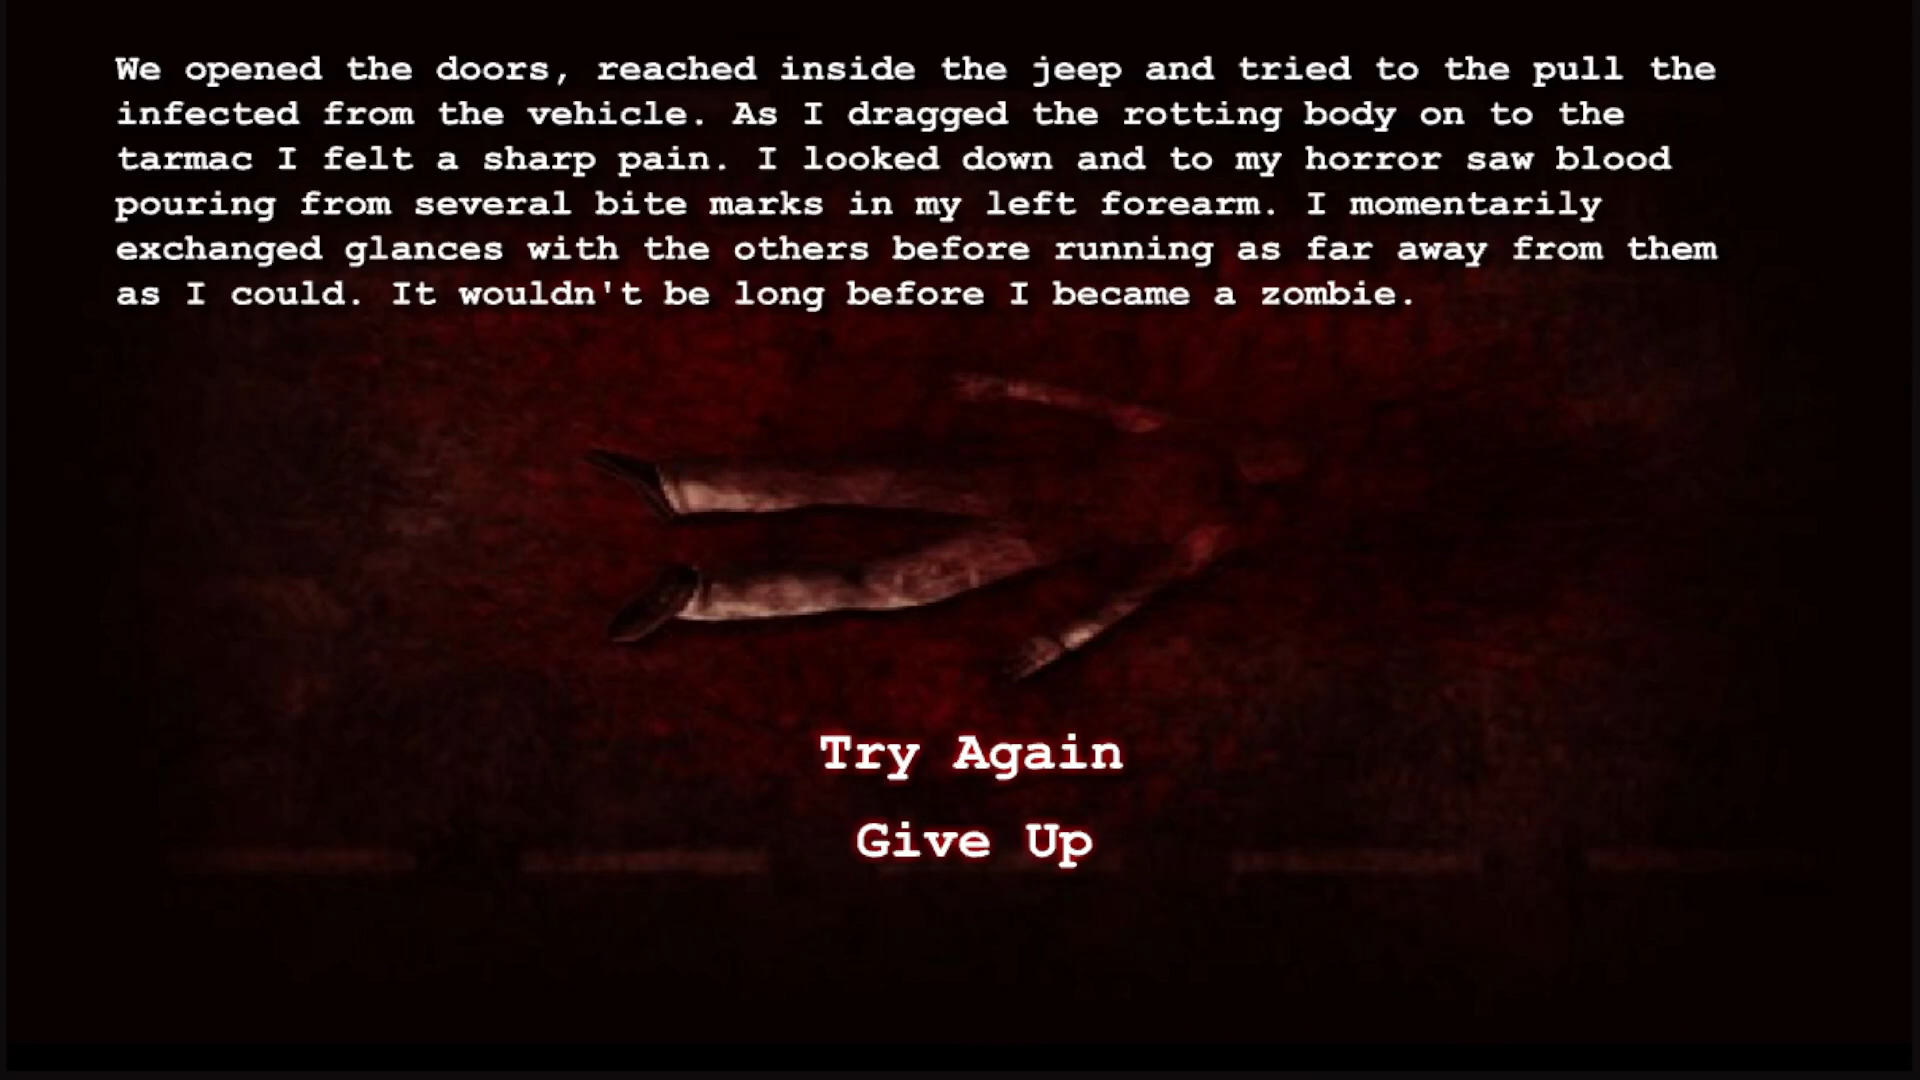 We opened the doors, reached inside the jeep and tried to the pull the
infected from the vehicle. As I dragged the rotting body on to the
tarmac I felt a sharp pain. I looked down and to my horror saw blood
pouring from several bite marks in my left forearm. I momentarily
exchanged glances with the others before running as far away from them
as I could. It wouldn't be long before I became a zombie.
Try Again
Give Up